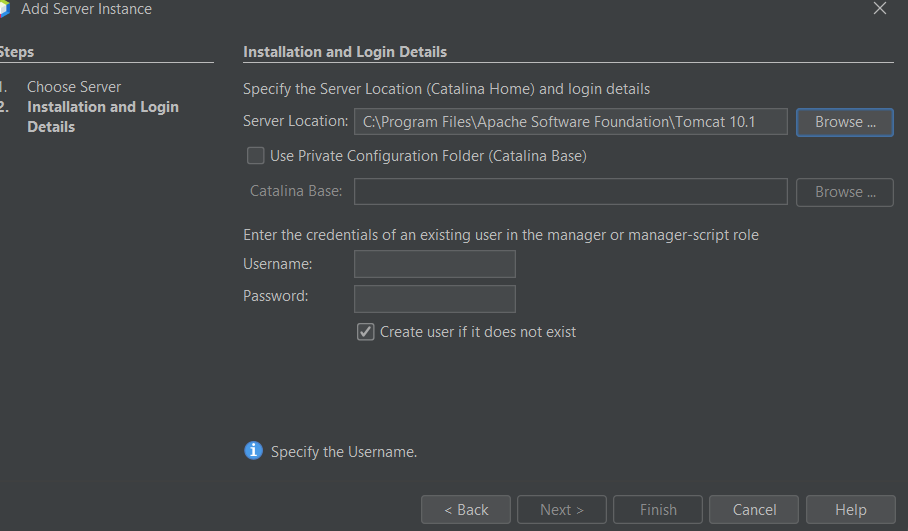 Add Server Instance
Steps
1. Choose Server
2. Installation and Login
Details
Installation and Login Details
Specify the Server Location (Catalina Home) and login details
Server Location: C:\Program Files\Apache Software Foundation\Tomcat 10.1 Browse ...
Use Private Configuration Folder (Catalina Base)
Catalina Base: Browse ...
Enter the credentials of an existing user in the manager or manager-script role
Username:
Password:
Create user if it does not exist
Specify the Username.
< Back Next > Finish Cancel Help